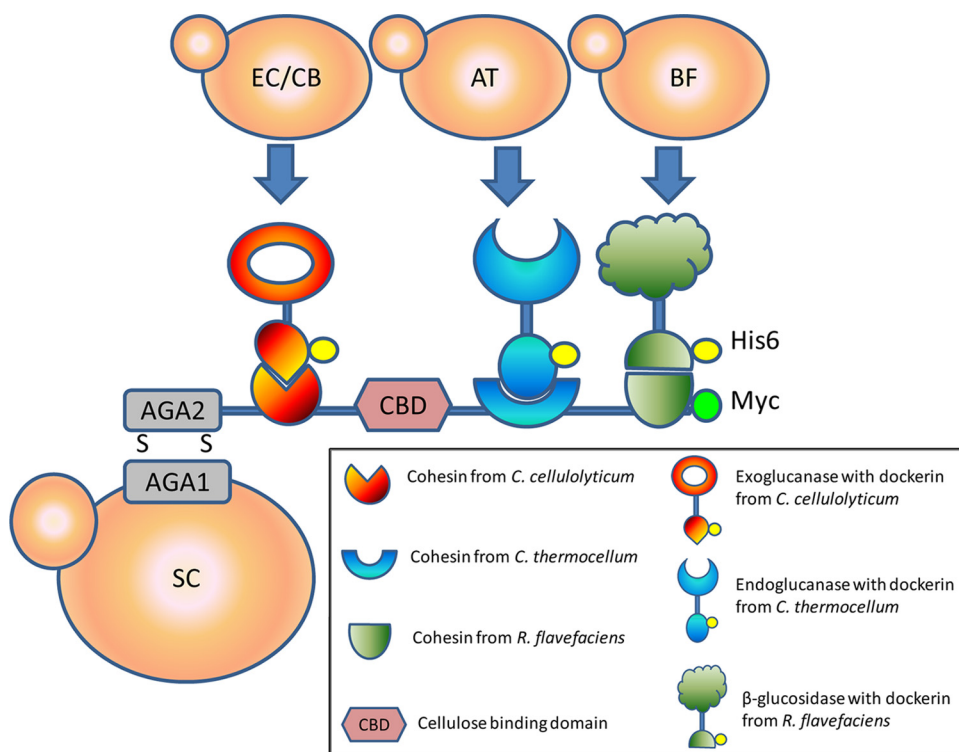 EC/CB
AT
BF
His6
Myc
AGA2
CBD
S
S
AGA1
SC
Cohesin from C. cellulolyticum
Cohesin from C. thermocellum
Cohesin from R. flavefaciens
CBD
Cellulose binding domain
Exoglucanase with dockerin
from C. cellulolyticum
Endoglucanase with dockerin
from C. thermocellum
β-glucosidase with dockerin
from R. flavefaciens